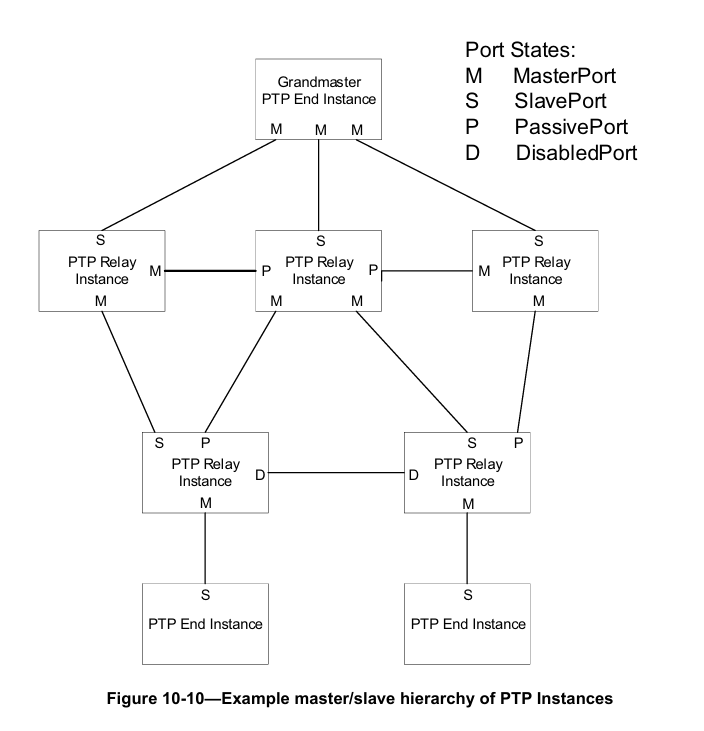 Port States:
M MasterPort
S SlavePort
P PassivePort
D DisabledPort
Grandmaster
PTP End Instance
M M M
S
PTP Relay
Instance
M
M
S
P
PTP Relay
Instance
P
M M
S
M
PTP Relay
Instance
M
S P
PTP Relay
Instance
D
M
S P
D
PTP Relay
Instance
M
S
PTP End Instance
S
PTP End Instance
Figure 10-10—Example master/slave hierarchy of PTP Instances